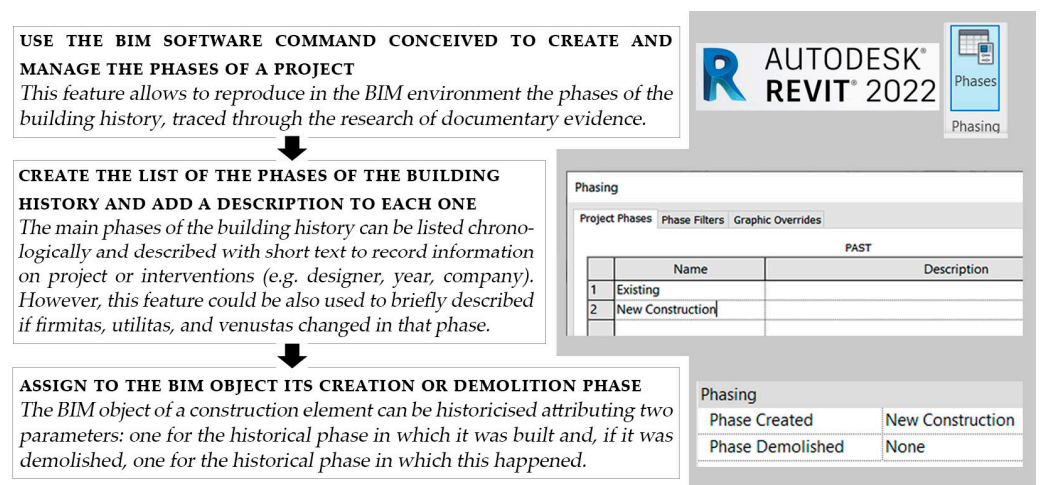 USE THE BIM SOFTWARE COMMAND CONCEIVED TO CREATE AND
MANAGE THE PHASES OF A PROJECT
This feature allows to reproduce in the BIM environment the phases of the
building history, traced through the research of documentary evidence.
AUTODESK®
REVIT® 2022
Phases
Phasing
CREATE THE LIST OF THE PHASES OF THE BUILDING
HISTORY AND ADD A DESCRIPTION TO EACH ONE
The main phases of the building history can be listed chrono-
logically and described with short text to record information
on project or interventions (e.g. designer, year, company).
However, this feature could be also used to briefly described
if firmitas, utilitas, and venustas changed in that phase.
Phasing
Project Phases Phase Filters Graphic Overrides
PAST
Name Description
1 Existing
2 New Construction
ASSIGN TO THE BIM OBJECT ITS CREATION OR DEMOLITION PHASE
The BIM object of a construction element can be historicised attributing two
parameters: one for the historical phase in which it was built and, if it was
demolished, one for the historical phase in which this happened.
Phasing
Phase Created New Construction
Phase Demolished None